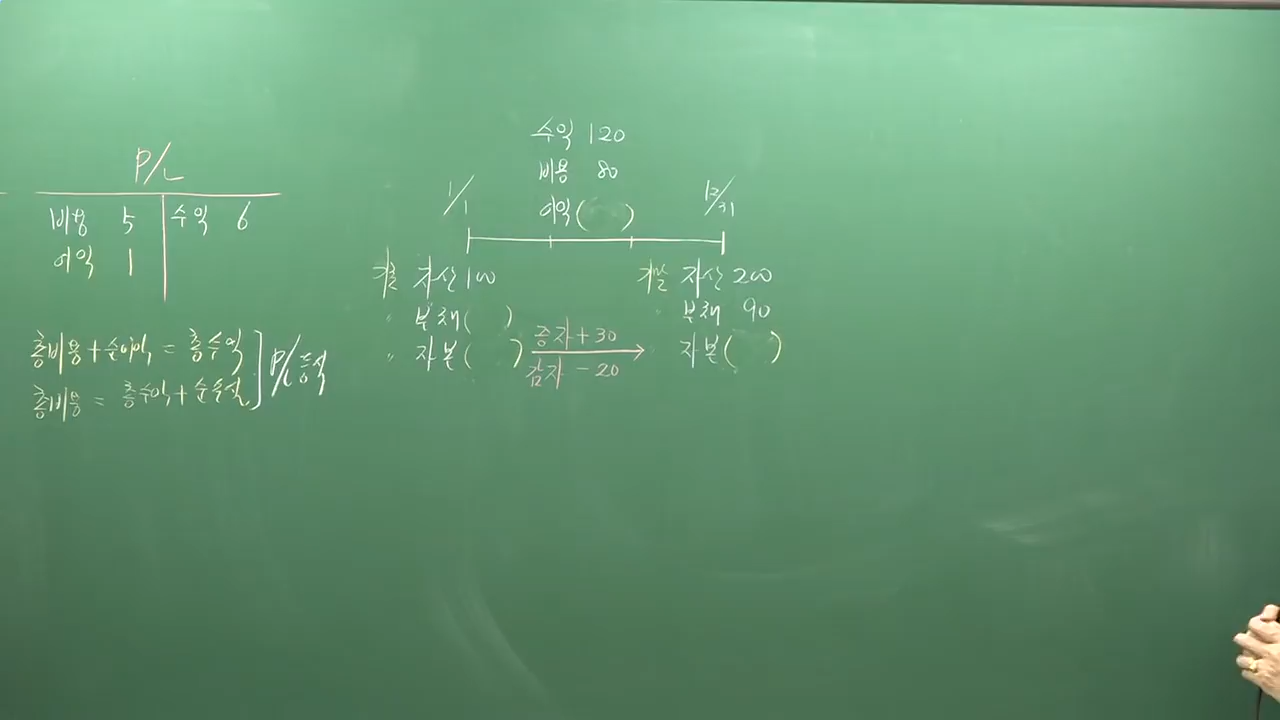 P/L
비용 5 수익 6
이익 1
총비용 + 순이익 = 총수익
총비용 = 총수익 + 순손실
P/L등식
수익 120
비용 80
이익 ( )
1/1
12/31
기초 자산 100
" 부채 ( )
" 자본 ( )
증자 + 30
감자 - 20
기말 자산 200
" 부채 90
" 자본 ( )